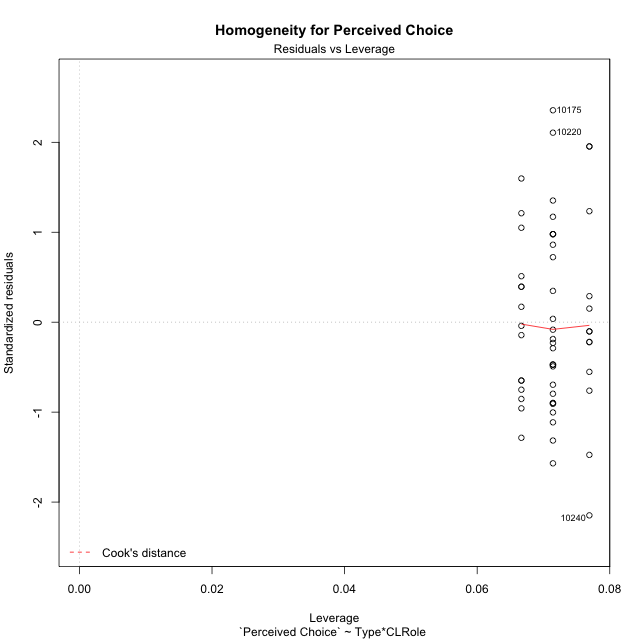 Homogeneity for Perceived Choice
Residuals vs Leverage
10175
10220
2
1
0
-1
-2
Standardized residuals
10240
Cook's distance
0.00 0.02 0.04 0.06 0.08
Leverage
`Perceived Choice` ~ Type*CLRole